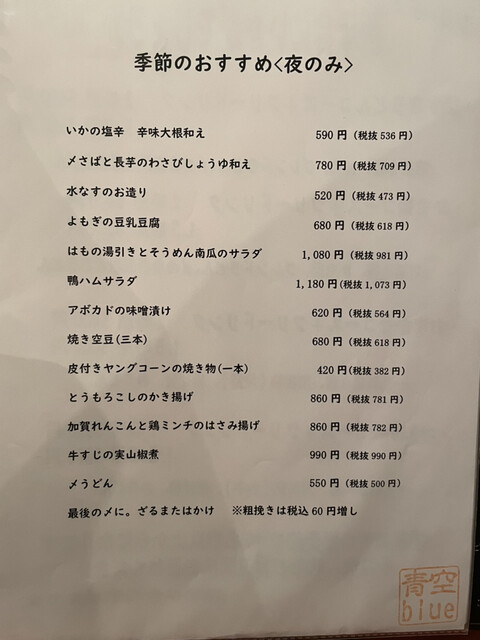 季節のおすすめ<夜のみ>
いかの塩辛 辛味大根和え 590円(税抜536円)
〆さばと長芋のわさびしょうゆ和え 780円(税抜709円)
水なすのお造り 520円(税抜473円)
よもぎの豆乳豆腐 680円(税抜618円)
はもの湯引きとそうめん南瓜のサラダ 1,080円(税抜981円)
鴨ハムサラダ 1,180円(税抜1,073円)
アボカドの味噌漬け 620円(税抜564円)
焼き空豆(三本) 680円(税抜618円)
皮付きヤングコーンの焼き物(一本) 420円(税抜382円)
とうもろこしのかき揚げ 860円(税抜781円)
加賀れんこんと鶏ミンチのはさみ揚げ 860円(税抜782円)
牛すじの実山椒煮 990円(税抜990円)
〆うどん 550円(税抜500円)
最後の〆に。ざるまたはかけ ※粗挽きは税込60円増し
青空
blue